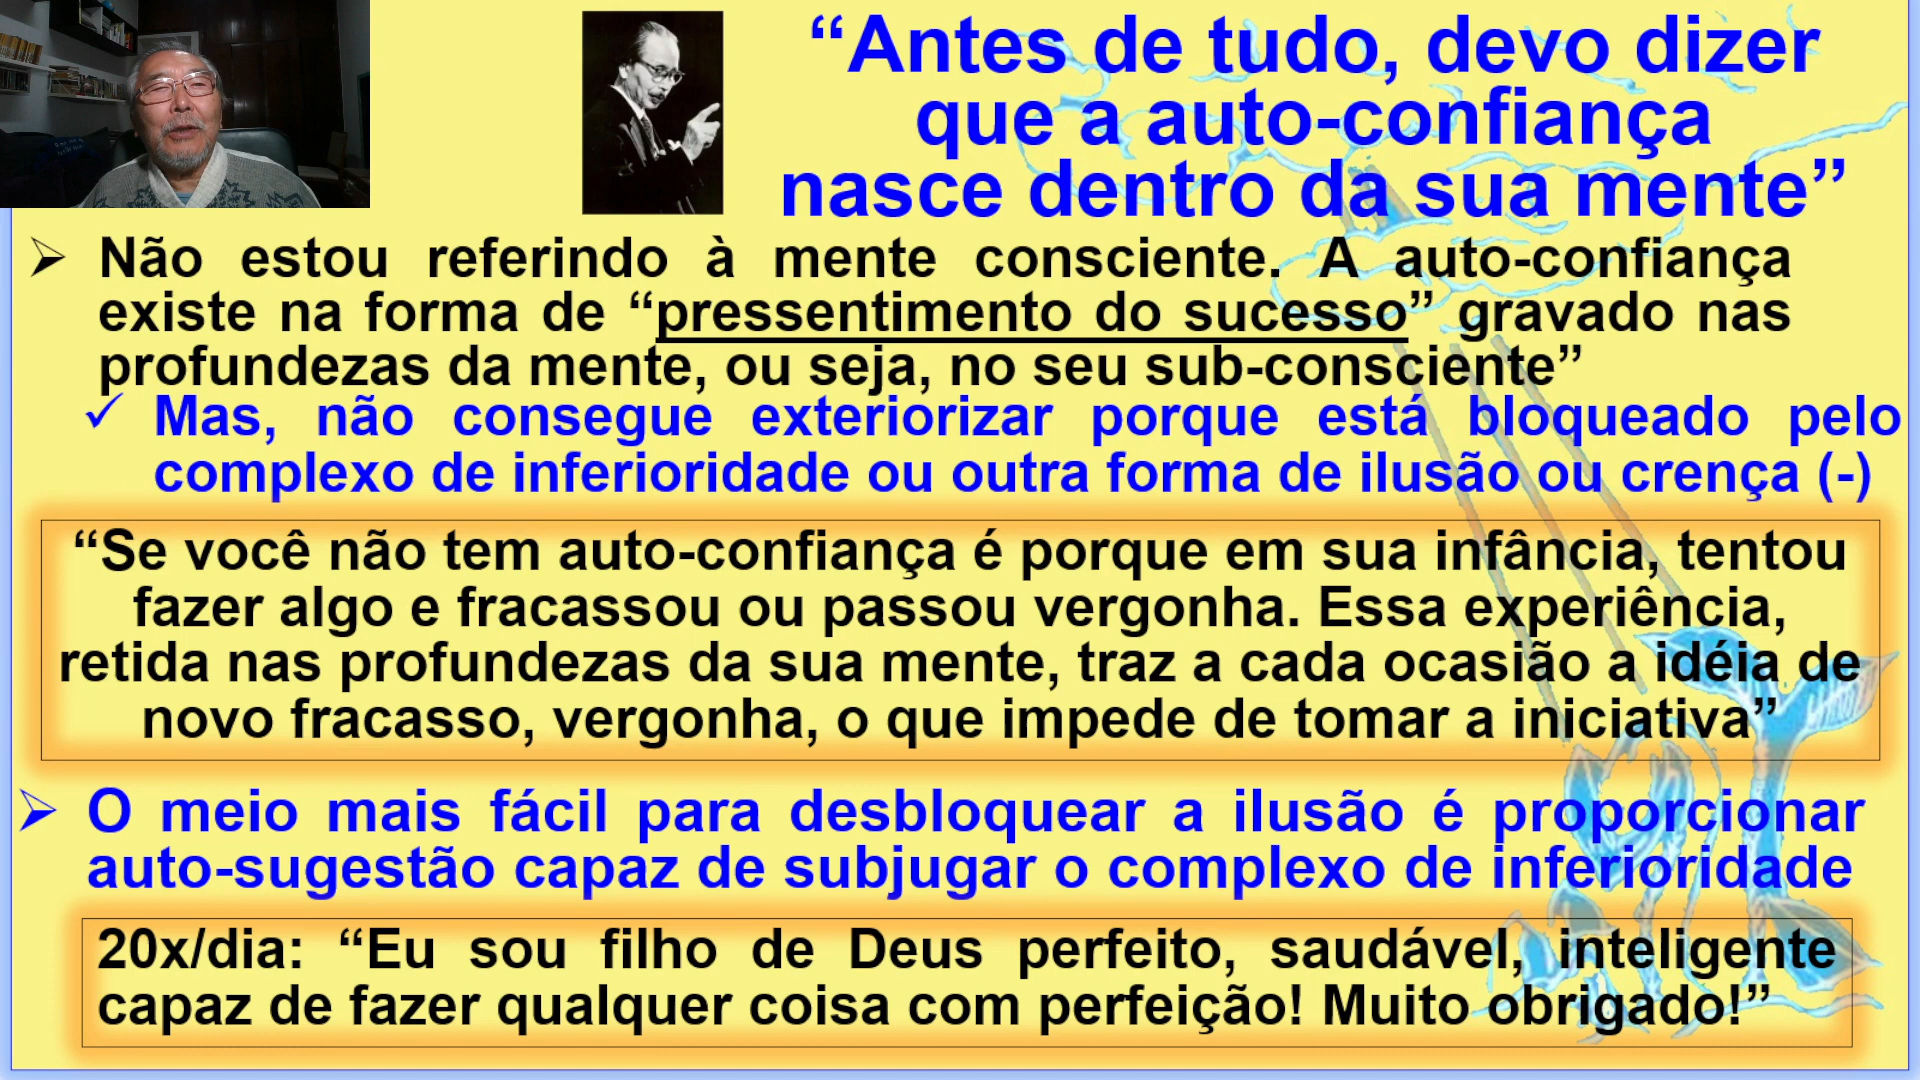 “Antes de tudo, devo dizer
que a auto-confiança
nasce dentro da sua mente”
Não estou referindo à mente consciente. A auto-confiança
existe na forma de “pressentimento do sucesso” gravado nas
profundezas da mente, ou seja, no seu sub-consciente”
Mas, não consegue exteriorizar porque está bloqueado pelo
complexo de inferioridade ou outra forma de ilusão ou crença (-)
“Se você não tem auto-confiança é porque em sua infância, tentou
fazer algo e fracassou ou passou vergonha. Essa experiência,
retida nas profundezas da sua mente, traz a cada ocasião a idéia de
novo fracasso, vergonha, o que impede de tomar a iniciativa”
O meio mais fácil para desbloquear a ilusão é proporcionar
auto-sugestão capaz de subjugar o complexo de inferioridade
20x/dia: “Eu sou filho de Deus perfeito, saudável, inteligente
capaz de fazer qualquer coisa com perfeição! Muito obrigado!”